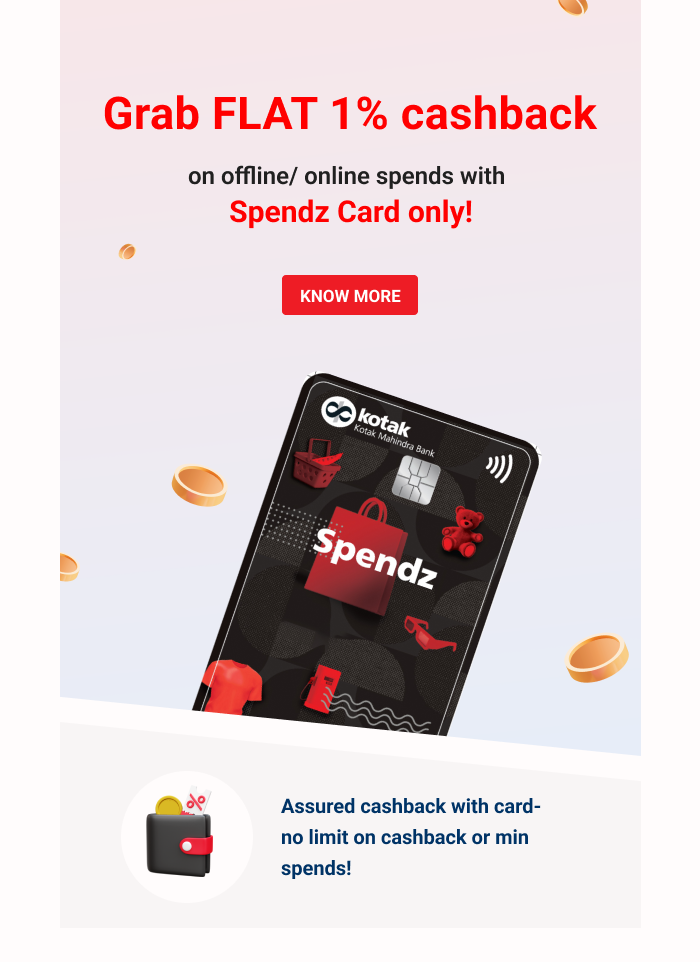 Grab FLAT 1% cashback
on offline/ online spends with
Spendz Card only!
KNOW MORE
kotak
Kotak Mahindra Bank
Spendz
%
Assured cashback with card-
no limit on cashback or min
spends!